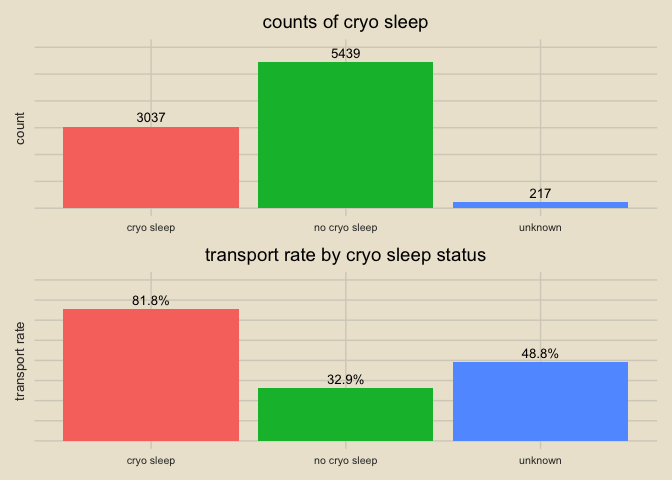 counts of cryo sleep
5439
3037
217
count
cryo sleep
no cryo sleep
unknown
transport rate by cryo sleep status
81.8%
48.8%
32.9%
transport rate
cryo sleep
no cryo sleep
unknown